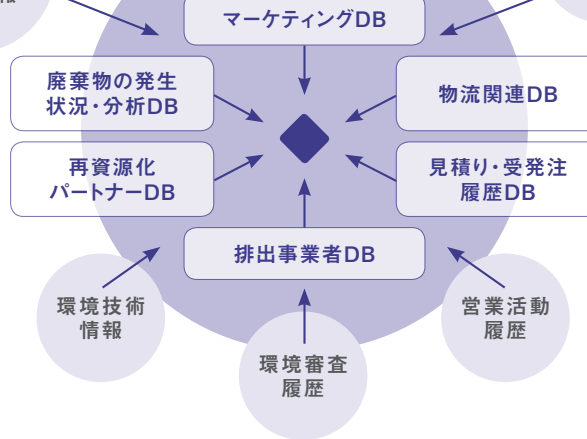 マーケティングDB
廃棄物の発生
状況・分析DB
物流関連DB
再資源化
パートナーDB
見積り・受発注
履歴DB
排出事業者DB
環境技術
情報
営業活動
履歴
環境審査
履歴